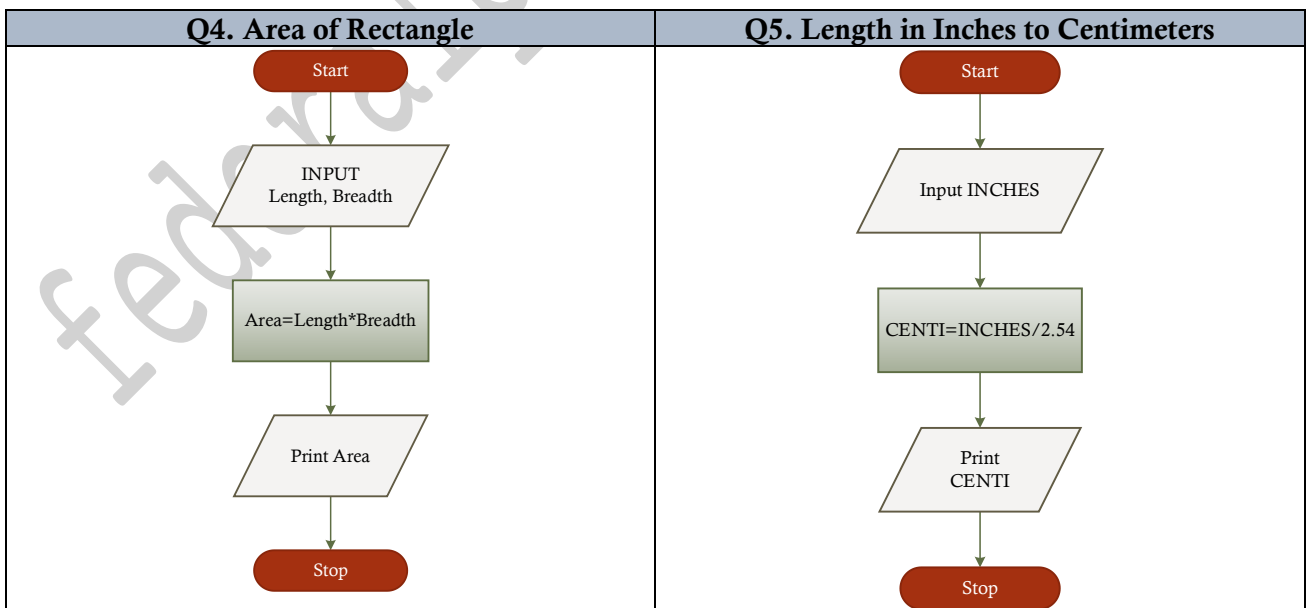 Q4. Area of Rectangle
Start
INPUT
Length, Breadth
Area=Length*Breadth
Print Area
Stop
Q5. Length in Inches to Centimeters
Start
Input INCHES
CENTI=INCHES/2.54
Print
CENTI
Stop